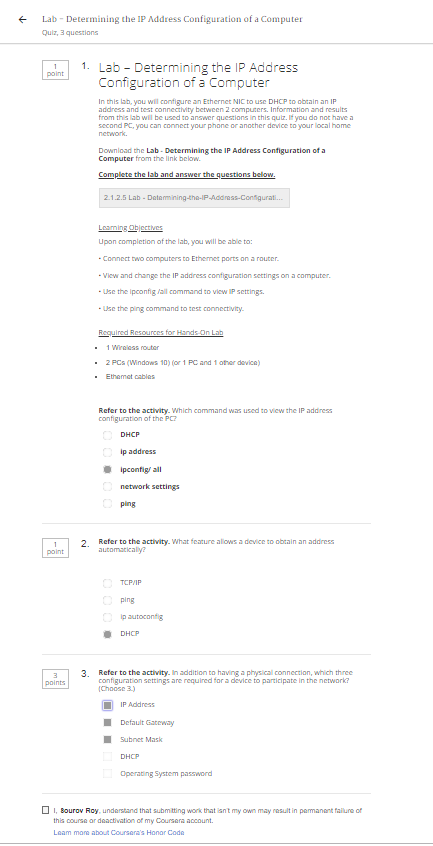 Lab – Determining the IP Address Configuration of a Computer
Quiz, 3 questions
1
point
1.
Lab – Determining the IP Address
Configuration of a Computer
In this lab, you will configure an Ethernet NIC to use DHCP to obtain an IP
address and test connectivity between 2 computers. Information and results
from this lab will be used to answer questions in this quiz. If you do not have a
second PC, you can connect your phone or another device to your local home
network.
Download the Lab - Determining the IP Address Configuration of a
Computer from the link below.
Complete the lab and answer the questions below.
2.1.2.5 Lab - Determining-the-IP-Address-Configurati...
Learning Objectives
Upon completion of the lab, you will be able to:
• Connect two computers to Ethernet ports on a router.
• View and change the IP address configuration settings on a computer.
• Use the ipconfig /all command to view IP settings.
• Use the ping command to test connectivity.
Required Resources for Hands-On Lab
• 1 Wireless router
• 2 PCs (Windows 10) (or 1 PC and 1 other device)
• Ethernet cables
Refer to the activity. Which command was used to view the IP address
configuration of the PC?
DHCP
ip address
ipconfig/ all
network settings
ping
1
point
2.
Refer to the activity. What feature allows a device to obtain an address
automatically?
TCP/IP
ping
ip autoconfig
DHCP
3
points
3.
Refer to the activity. In addition to having a physical connection, which three
configuration settings are required for a device to participate in the network?
(Choose 3.)
IP Address
Default Gateway
Subnet Mask
DHCP
Operating System password
I, Sourov Roy, understand that submitting work that isn't my own may result in permanent failure of
this course or deactivation of my Coursera account.
Learn more about Coursera's Honor Code